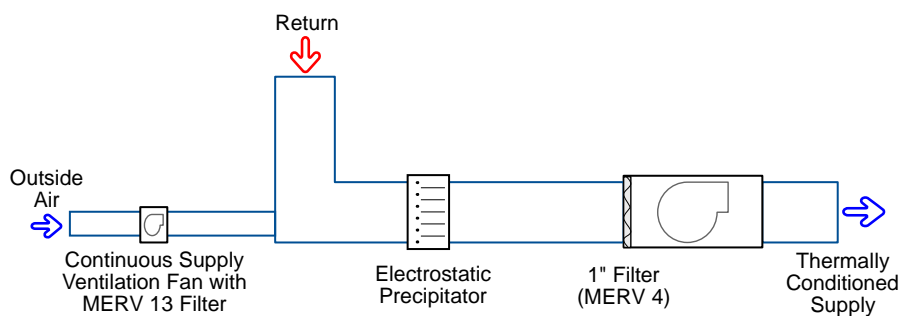 Return
Outside
Air
Continuous Supply
Ventilation Fan with
MERV 13 Filter
Electrostatic
Precipitator
1" Filter
(MERV 4)
Thermally
Conditioned
Supply